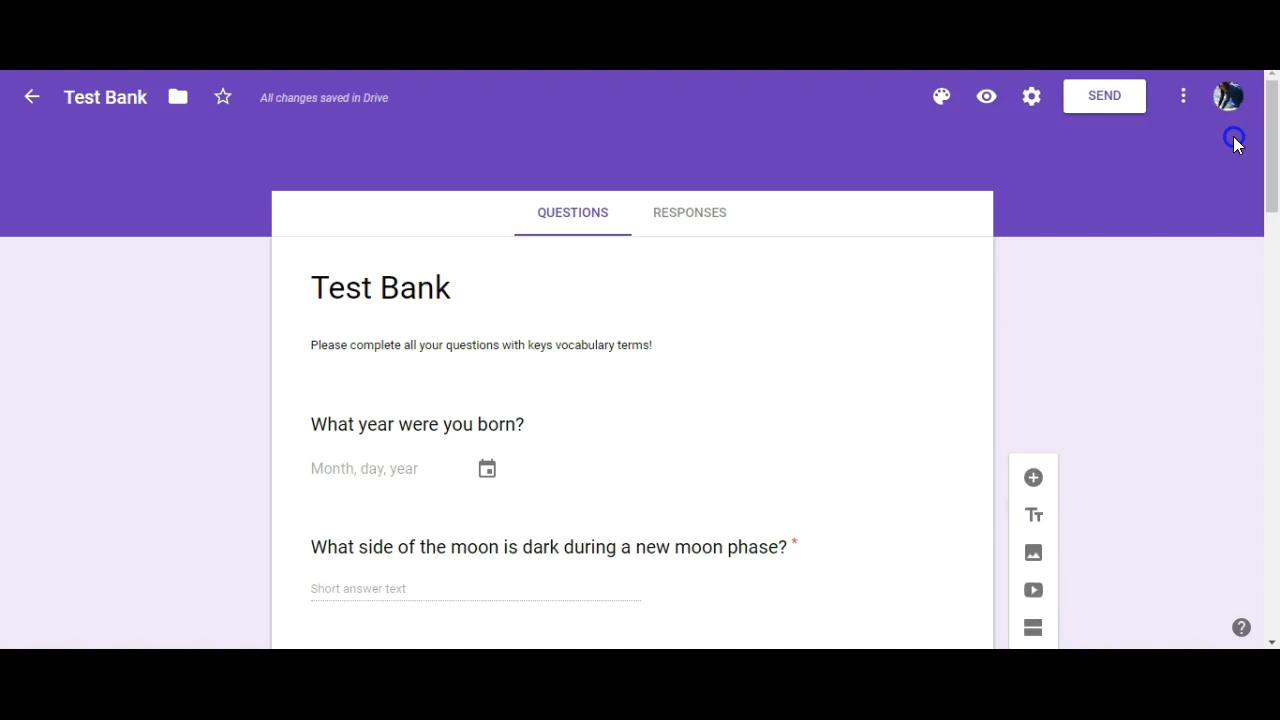 Test Bank
All changes saved in Drive
SEND
QUESTIONS
RESPONSES
Test Bank
Please complete all your questions with keys vocabulary terms!
What year were you born?
Month, day, year
What side of the moon is dark during a new moon phase? *
Short answer text